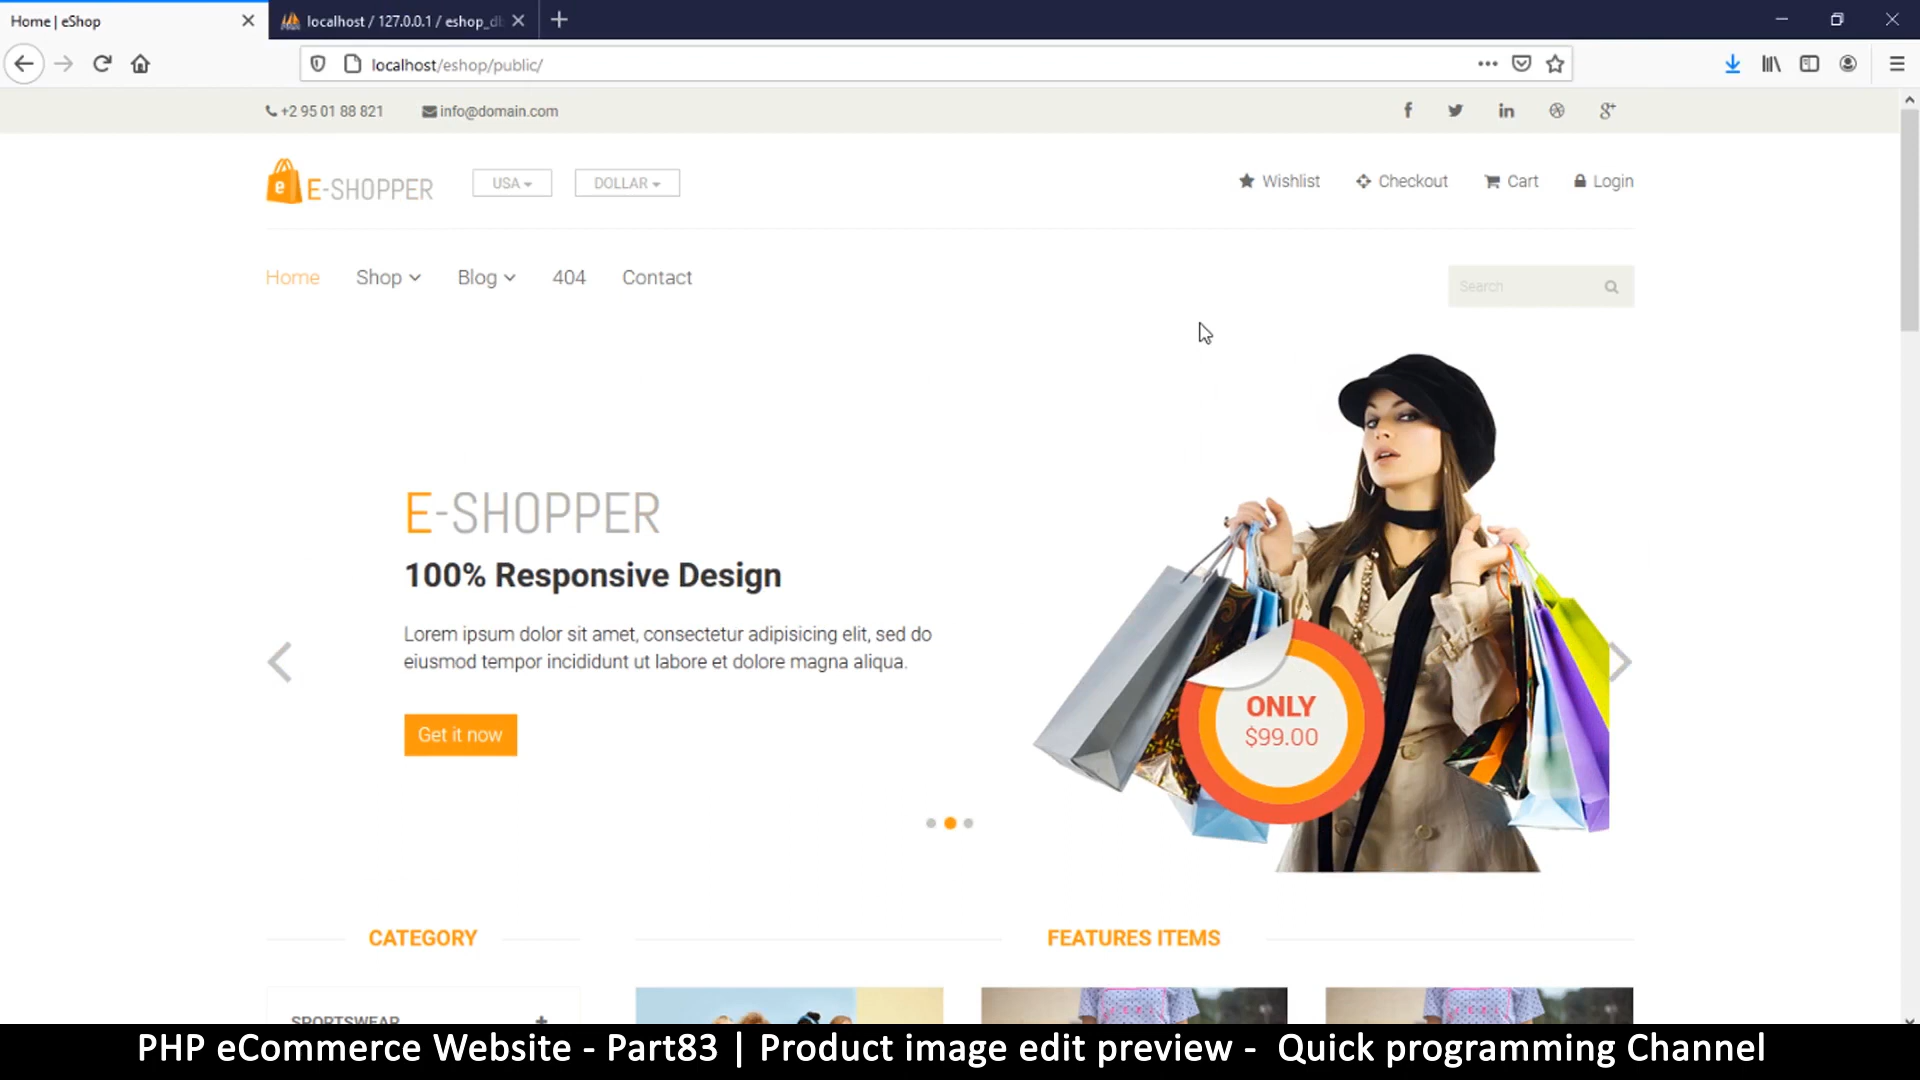 Home | eShop
localhost / 127.0.0.1 / eshop_db
localhost/eshop/public/
+2 95 01 88 821
info@domain.com
E-SHOPPER
USA
DOLLAR
Wishlist
Checkout
Cart
Login
Home
Shop
Blog
404
Contact
Search
E-SHOPPER
100% Responsive Design
Lorem ipsum dolor sit amet, consectetur adipisicing elit, sed do
eiusmod tempor incididunt ut labore et dolore magna aliqua.
Get it now
ONLY
$99.00
CATEGORY
FEATURES ITEMS
SPORTSWEAR
PHP eCommerce Website - Part83 | Product image edit preview - Quick programming Channel